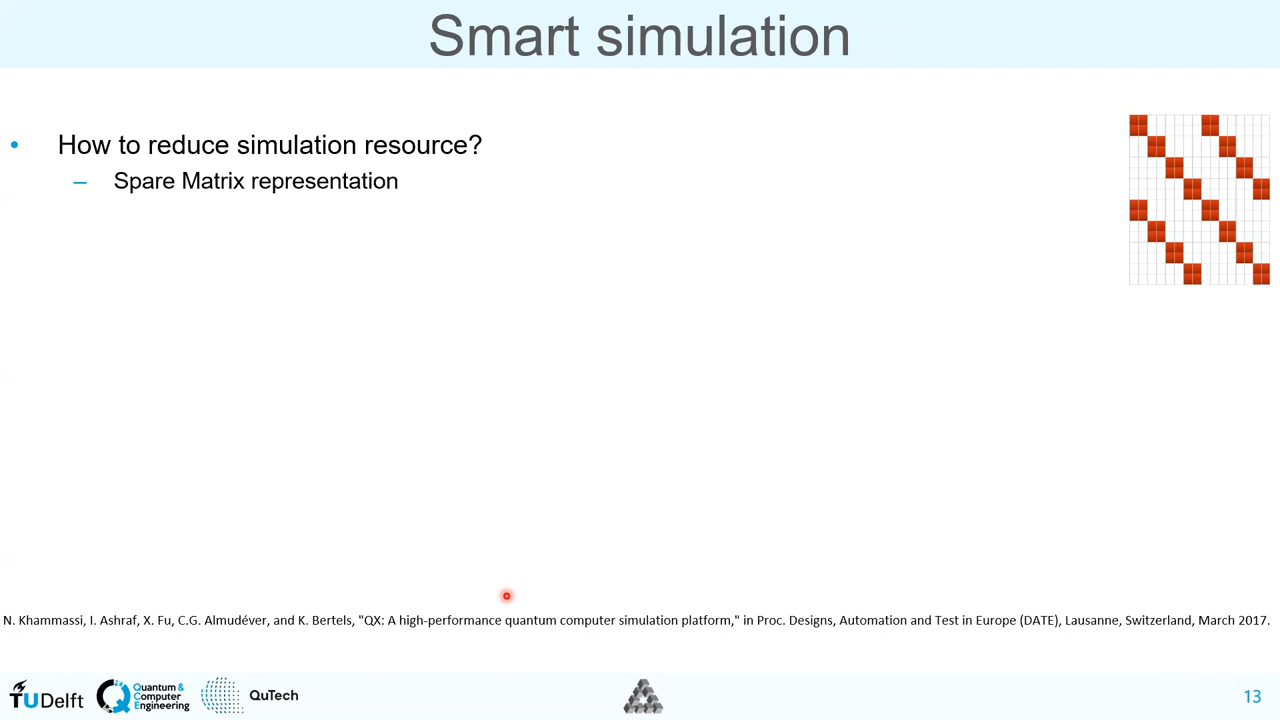 Smart simulation
• How to reduce simulation resource?
– Spare Matrix representation
N. Khammassi, I. Ashraf, X. Fu, C.G. Almudéver, and K. Bertels, "QX: A high-performance quantum computer simulation platform," in Proc. Designs, Automation and Test in Europe (DATE), Lausanne, Switzerland, March 2017.
TUDelft
Quantum &
Computer
Engineering
QuTech
13